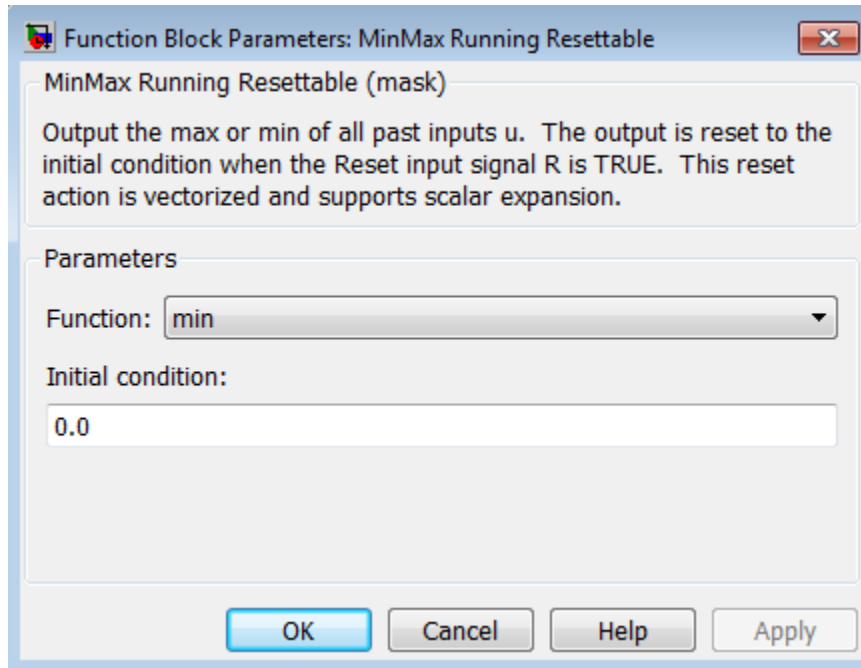 Function Block Parameters: MinMax Running Resettable
MinMax Running Resettable (mask)
Output the max or min of all past inputs u.  The output is reset to the
initial condition when the Reset input signal R is TRUE.  This reset
action is vectorized and supports scalar expansion.
Parameters
Function: min
Initial condition:
0.0
OK Cancel Help Apply